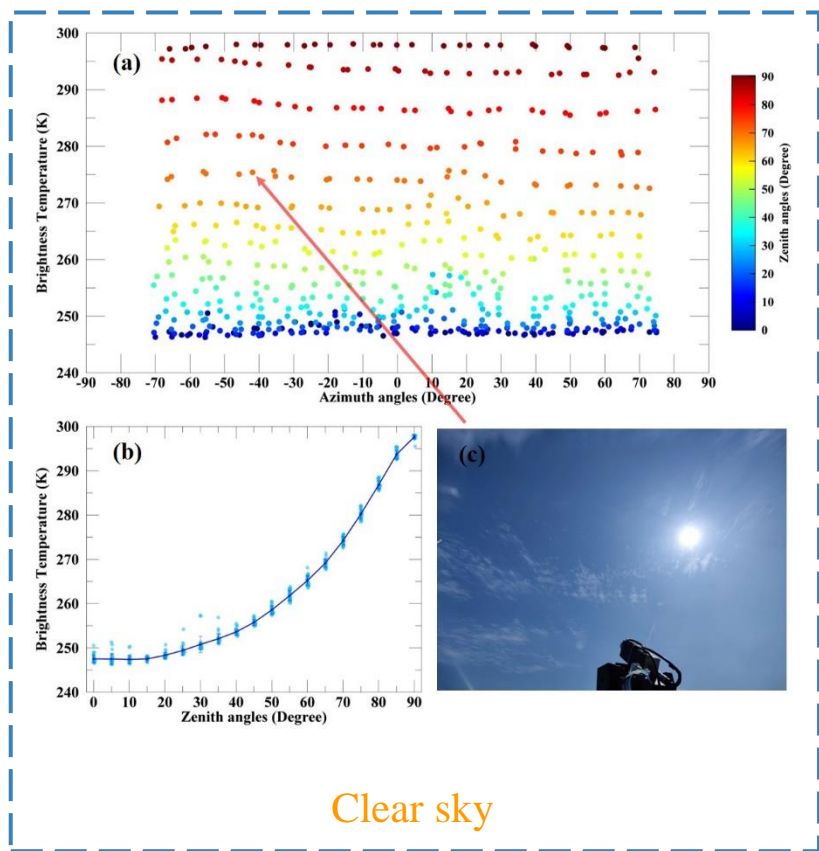 300
(a)
290
280
270
260
250
240
Brightness Temperature (K)
-90 -80 -70 -60 -50 -40 -30 -20 -10 0 10 20 30 40 50 60 70 80 90
Azimuth angles (Degree)
90
80
70
60
50
40
30
20
10
0
Zenith angles (Degree)
300
(b)
290
280
270
260
250
240
Brightness Temperature (K)
0 10 20 30 40 50 60 70 80 90
Zenith angles (Degree)
(c)
Clear sky